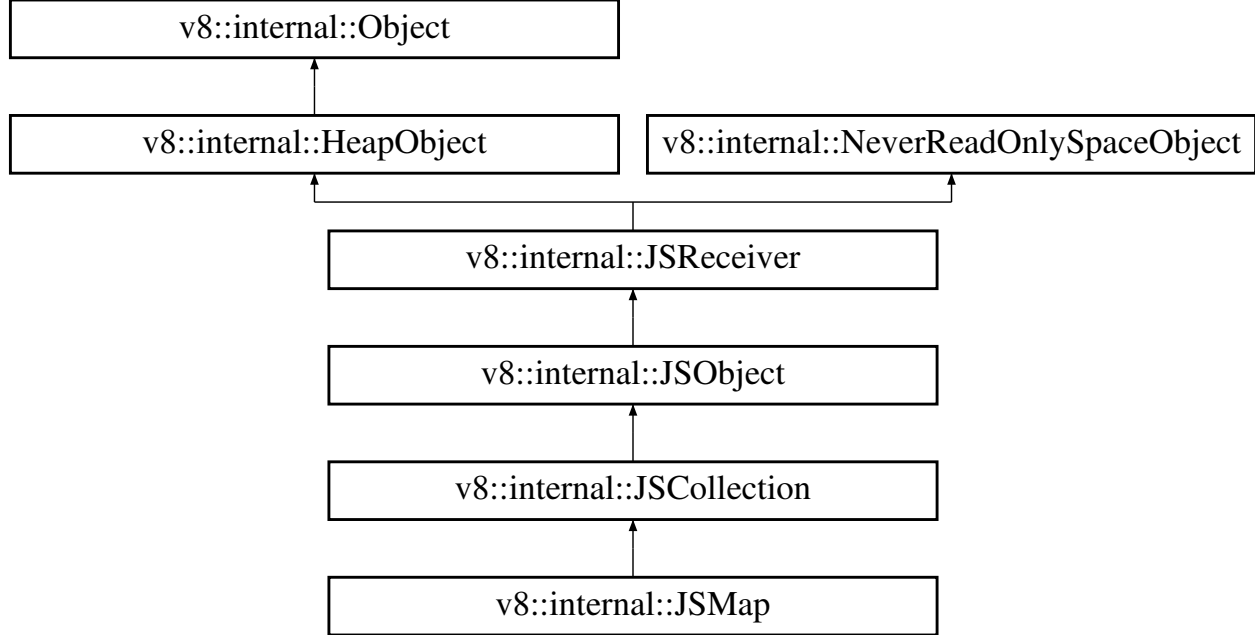 v8::internal::Object
v8::internal::HeapObject
v8::internal::NeverReadOnlySpaceObject
v8::internal::JSReceiver
v8::internal::JSObject
v8::internal::JSCollection
v8::internal::JSMap